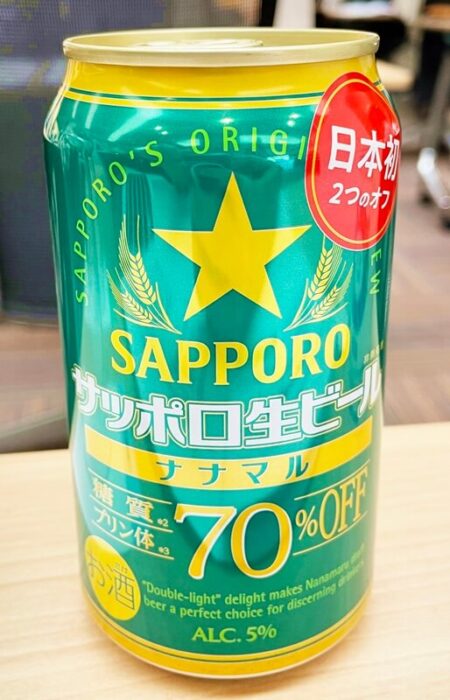 SAPPORO'S ORIGI
日本初
2つのオフ
SAPPORO
サッポロ生ビール
ナナマル
糖質※2
プリン体※3
70%OFF
お酒
"Double-light" delight makes Nanamaru
beer a perfect choice for discerning
ALC. 5%